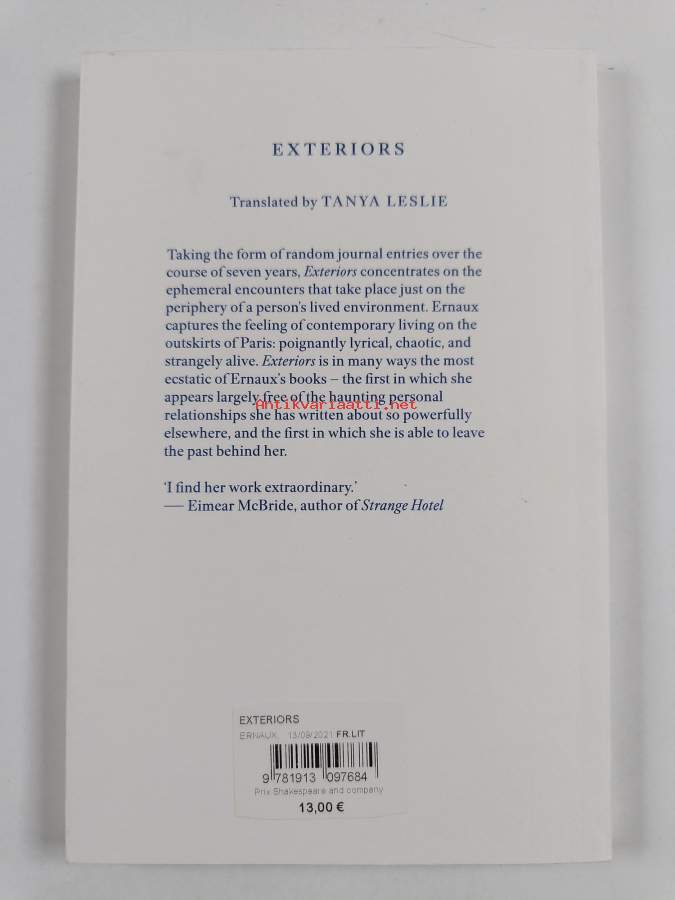 EXTERIORS
Translated by TANYA LESLIE
Taking the form of random journal entries over the
course of seven years, Exteriors concentrates on the
ephemeral encounters that take place just on the
periphery of a person's lived environment. Ernaux
captures the feeling of contemporary living on the
outskirts of Paris: poignantly lyrical, chaotic, and
strangely alive. Exteriors is in many ways the most
ecstatic of Ernaux's books – the first in which she
appears largely free of the haunting personal
Antikvariaatti.net
relationships she has written about so powerfully
elsewhere, and the first in which she is able to leave
the past behind her.
'I find her work extraordinary.'
— Eimear McBride, author of Strange Hotel
EXTERIORS
ERNAUX, 13/09/2021 FR.LIT
9 781913 097684
Prix Shakespeare and company
13,00 €